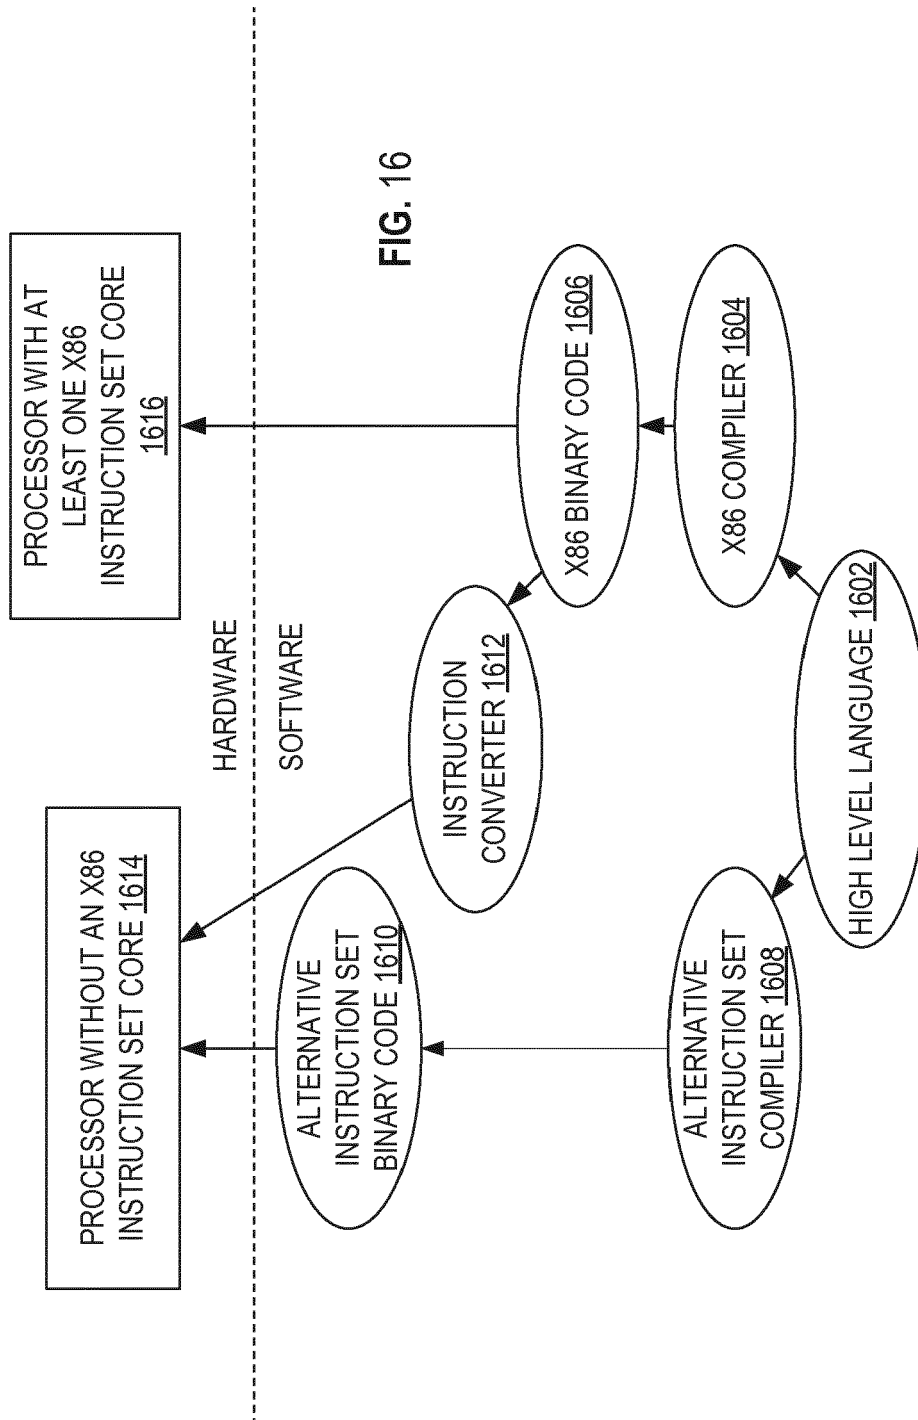 PROCESSOR WITHOUT AN X86
INSTRUCTION SET CORE 1614
PROCESSOR WITH AT
LEAST ONE X86
INSTRUCTION SET CORE
1616
HARDWARE
SOFTWARE
ALTERNATIVE
INSTRUCTION SET
BINARY CODE 1610
INSTRUCTION
CONVERTER 1612
FIG. 16
X86 BINARY CODE 1606
ALTERNATIVE
INSTRUCTION SET
COMPILER 1608
X86 COMPILER 1604
HIGH LEVEL LANGUAGE 1602